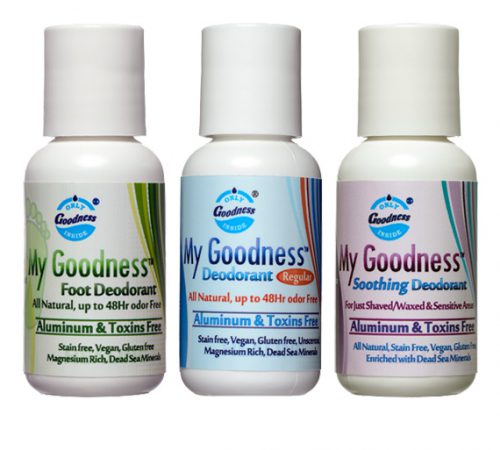 ONLY
Goodness
INSIDE
®
My Goodness™
Foot Deodorant
All Natural, up to 48Hr odor Free
Aluminum & Toxins Free
Stain free, Vegan, Gluten free
Magnesium Rich, Dead Sea Minerals
ONLY
Goodness
INSIDE
®
My Goodness™
Deodorant Regular
All Natural, up to 48Hr odor Free
Aluminum & Toxins Free
Stain free, Vegan, Gluten free, Unscented
Magnesium Rich, Dead Sea Minerals
ONLY
Goodness
INSIDE
®
My Goodness™
Soothing Deodorant
For Just Shaved/Waxed & Sensitive Areas
Aluminum & Toxins Free
All Natural, Stain Free, Vegan, Gluten Free
Enriched with Dead Sea Minerals